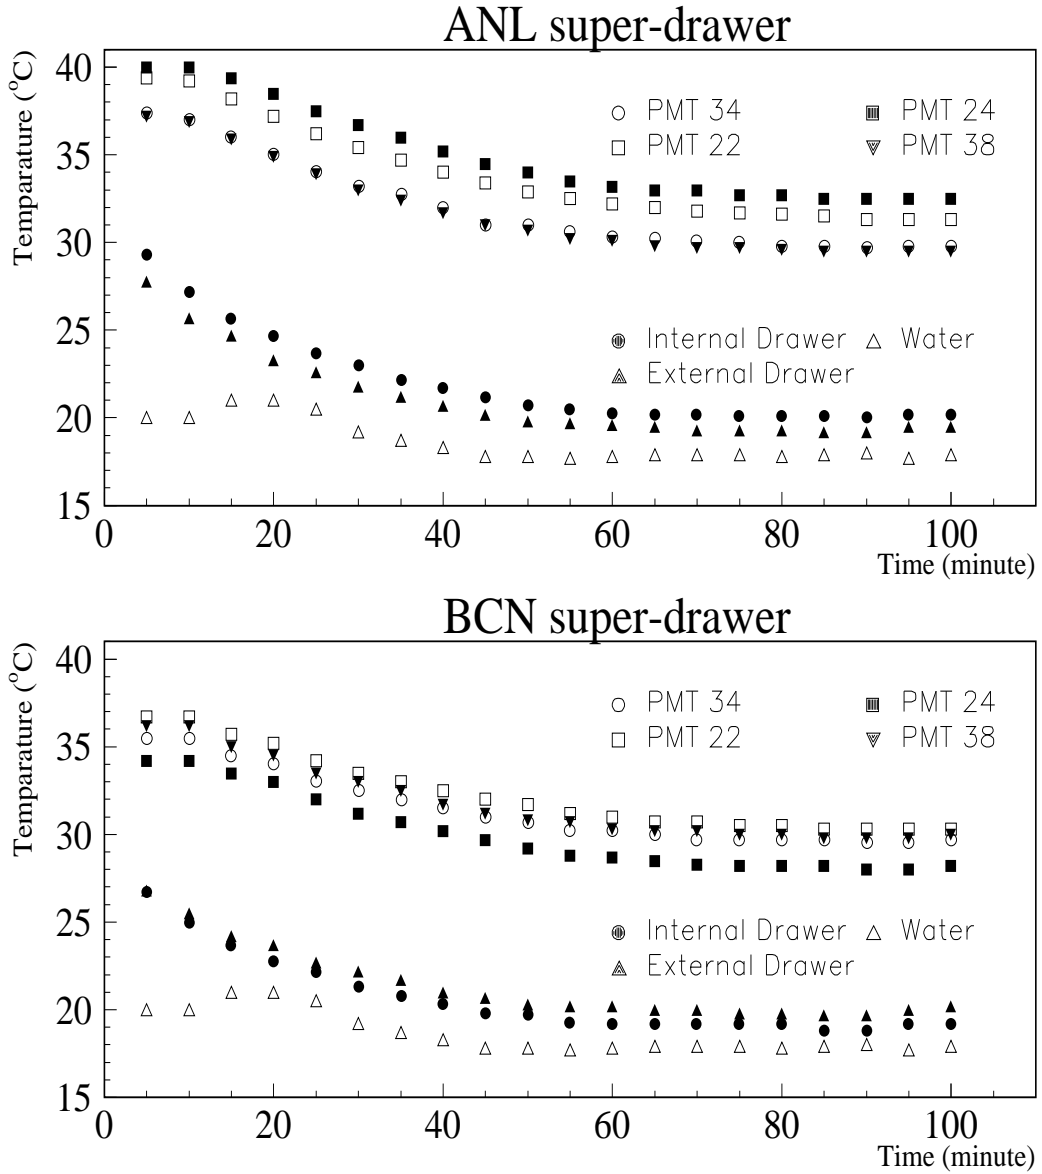 ANL super-drawer
Temparature (°C)
40
35
30
25
20
15
PMT 34
PMT 24
PMT 22
PMT 38
Internal Drawer
Water
External Drawer
0 20 40 60 80 100
Time (minute)
BCN super-drawer
Temparature (°C)
40
35
30
25
20
15
PMT 34
PMT 24
PMT 22
PMT 38
Internal Drawer
Water
External Drawer
0 20 40 60 80 100
Time (minute)